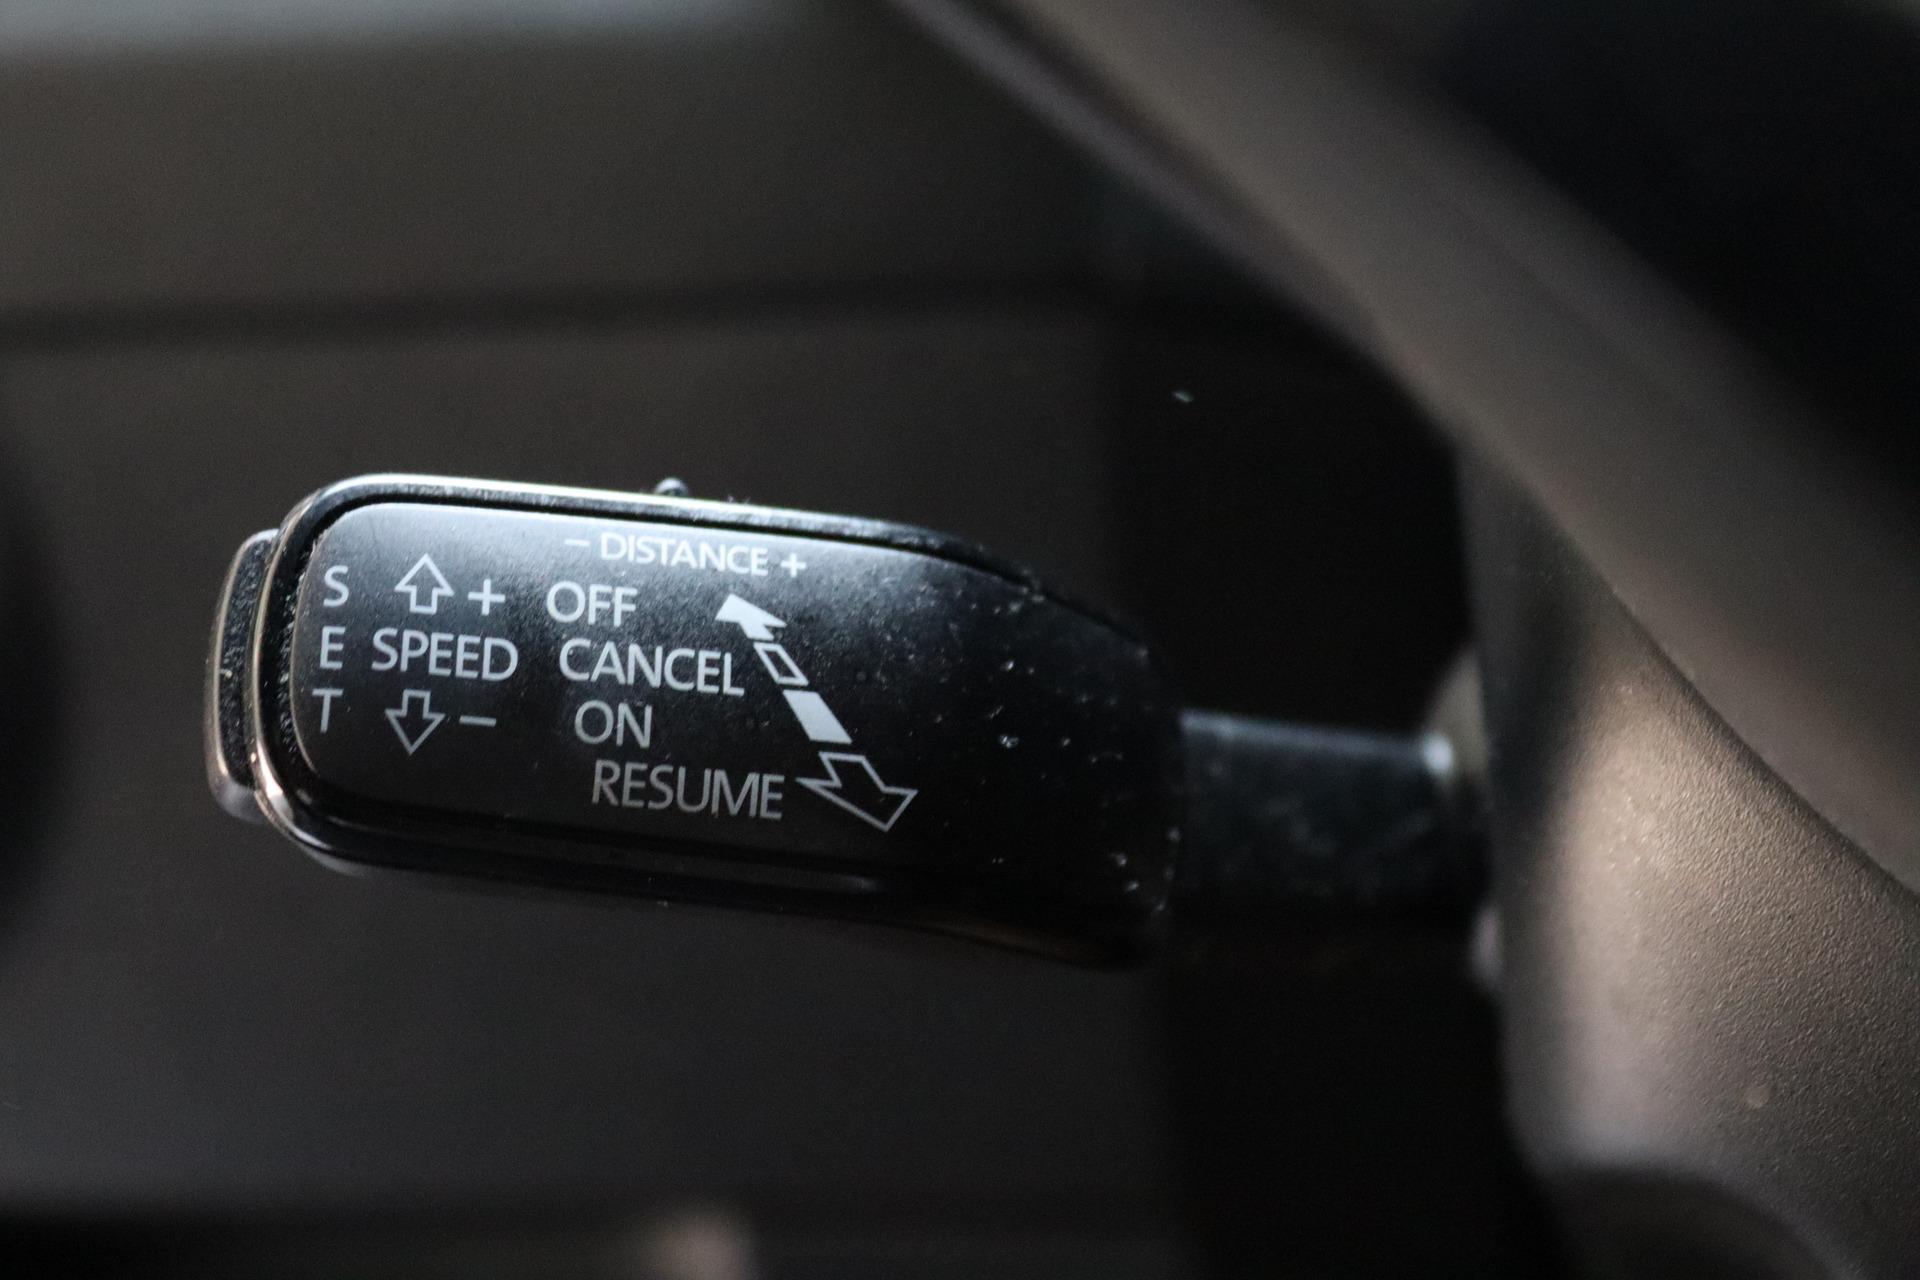 − DISTANCE +
S + OFF
E SPEED CANCEL
T − ON
RESUME